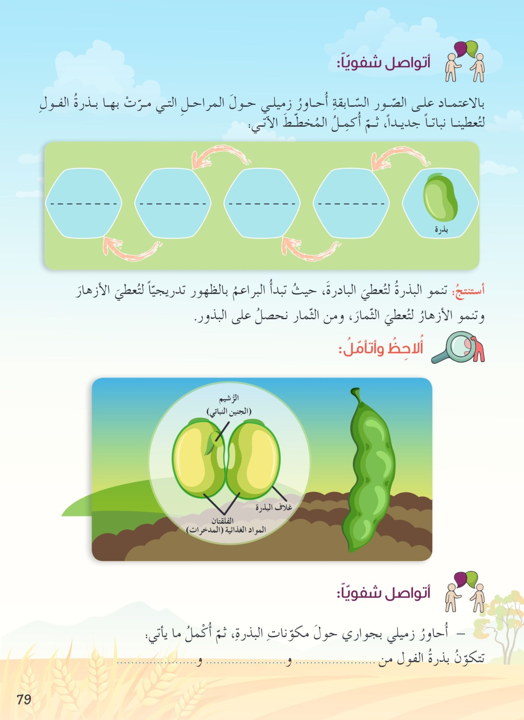 أتواصل شفويّاً:
بالاعتماد على الصّور السّابقةِ أُحاورُ زميلي حولَ المراحلِ التي مرّتْ بها بذرةُ الفولِ
لتُعطينا نباتاً جديداً، ثمّ أُكمِلُ المُخطّطَ الآتي:
بذرة
أستنتجُ: تنمو البذرةُ لتُعطيَ البادرةَ، حيثُ تبدأُ البراعمُ بالظهورِ تدريجيّاً لتُعطيَ الأزهارَ
وتنمو الأزهارُ لتُعطيَ الثّمارَ، ومن الثّمار نحصلُ على البذور.
أُلاحِظُ وأتأمّلُ:
الرُّشيم
(الجنين النباتي)
غلاف البذرة
الفلقتان
المواد الغذائية (المدخرات)
أتواصل شفويّاً:
– أُحاورُ زميلي بجواري حولَ مكوّناتِ البذرةِ، ثمّ أُكْملُ ما يأتي:
تتكوّنُ بذرةُ الفول من ..................... و..................... و.....................
79